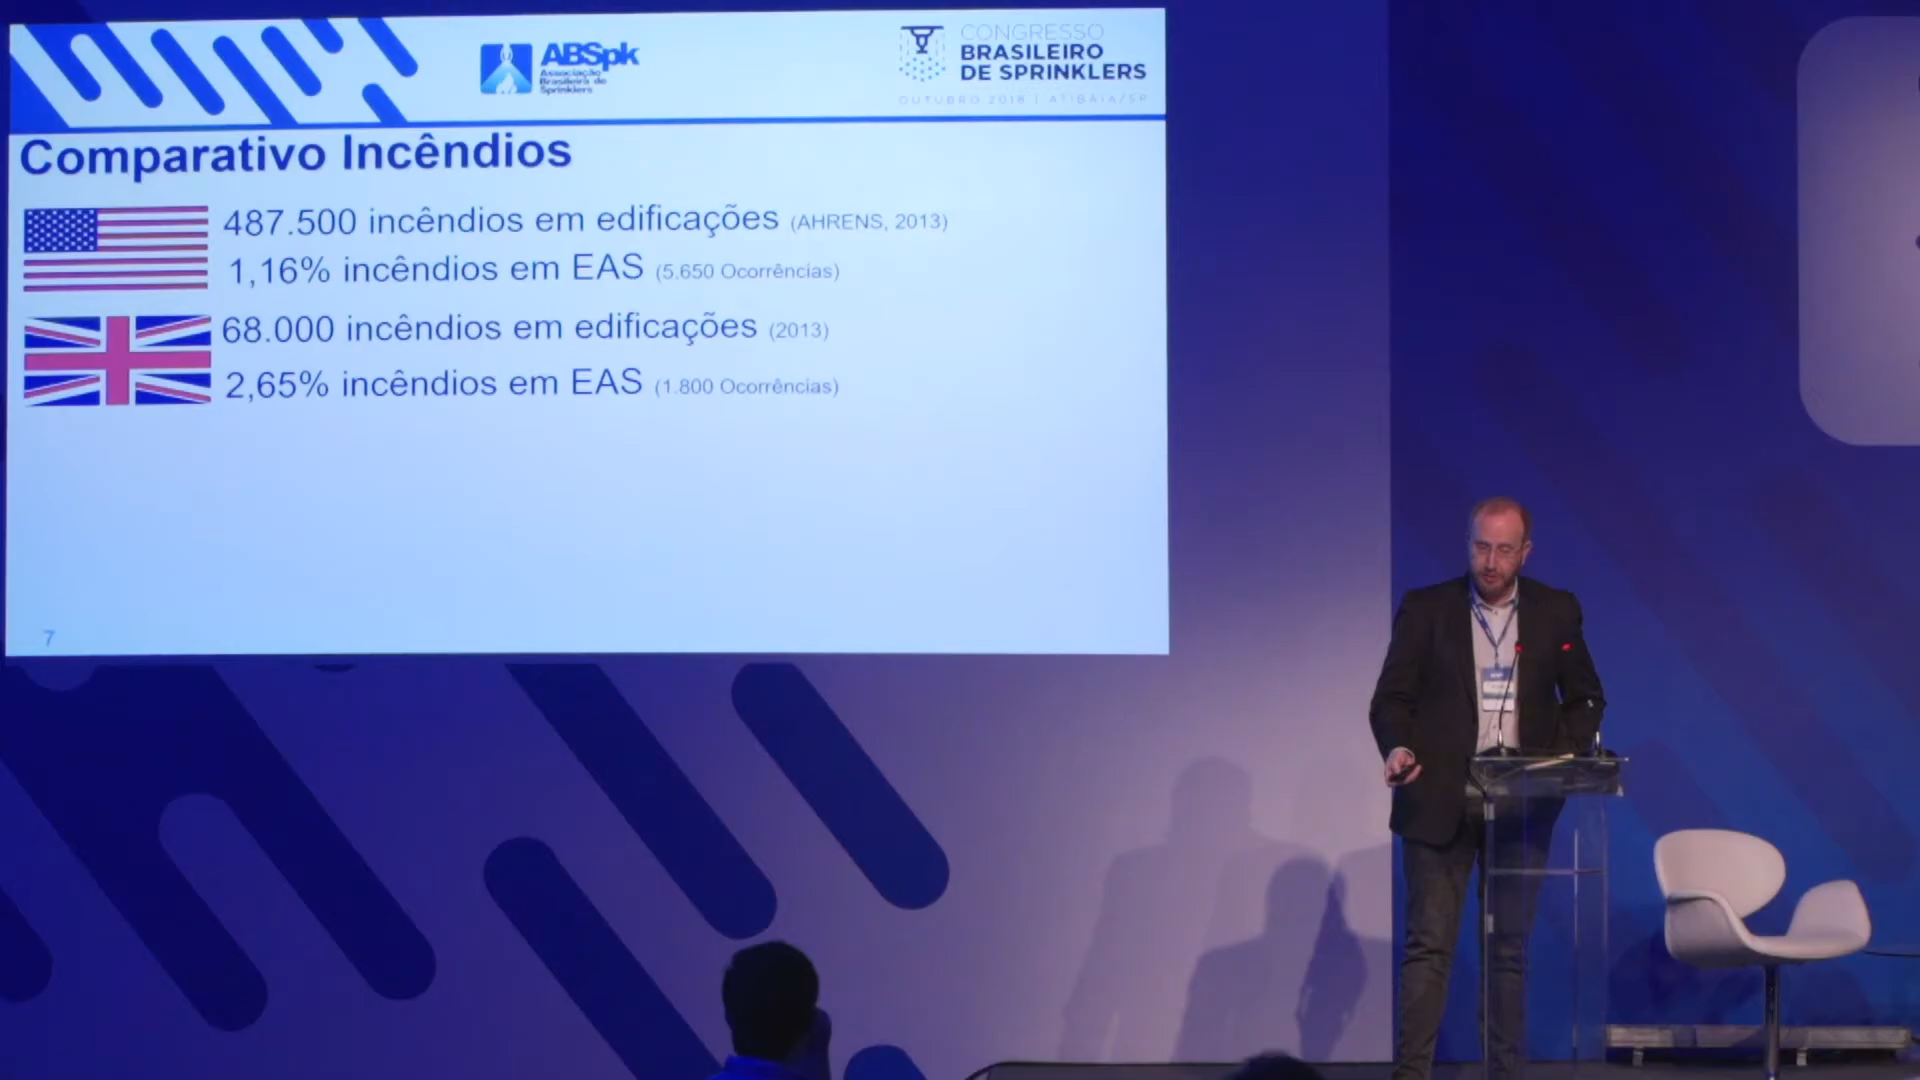 ABSpk
Associação
Brasileira de
Sprinklers
CONGRESSO
BRASILEIRO
DE SPRINKLERS
OUTUBRO 2018 | ATIBAIA/SP
Comparativo Incêndios
487.500 incêndios em edificações (AHRENS, 2013)
1,16% incêndios em EAS (5.650 Ocorrências)
68.000 incêndios em edificações (2013)
2,65% incêndios em EAS (1.800 Ocorrências)
7